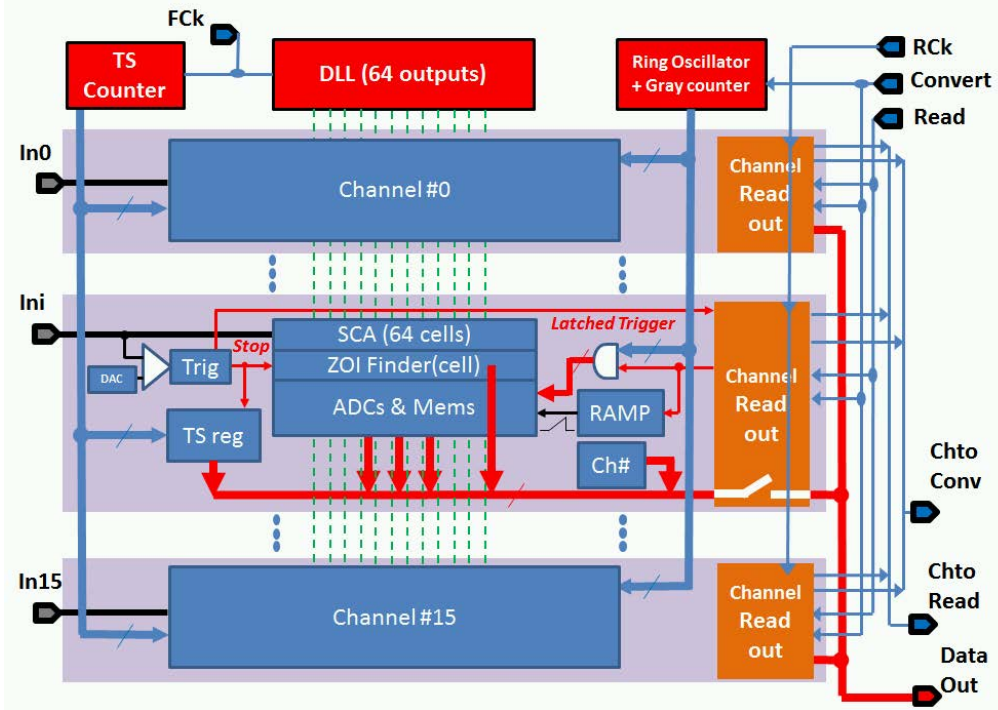 FCk
TS
Counter
DLL (64 outputs)
Ring Oscillator
+ Gray counter
RCk
Convert
Read
In0
Channel #0
Channel
Read
out
Ini
SCA (64 cells)
Latched Trigger
Stop
ZOI Finder(cell)
DAC
Trig
ADCs & Mems
RAMP
Channel
Read
out
TS reg
Ch#
Chto
Conv
In15
Channel #15
Channel
Read
out
Chto
Read
Data
Out